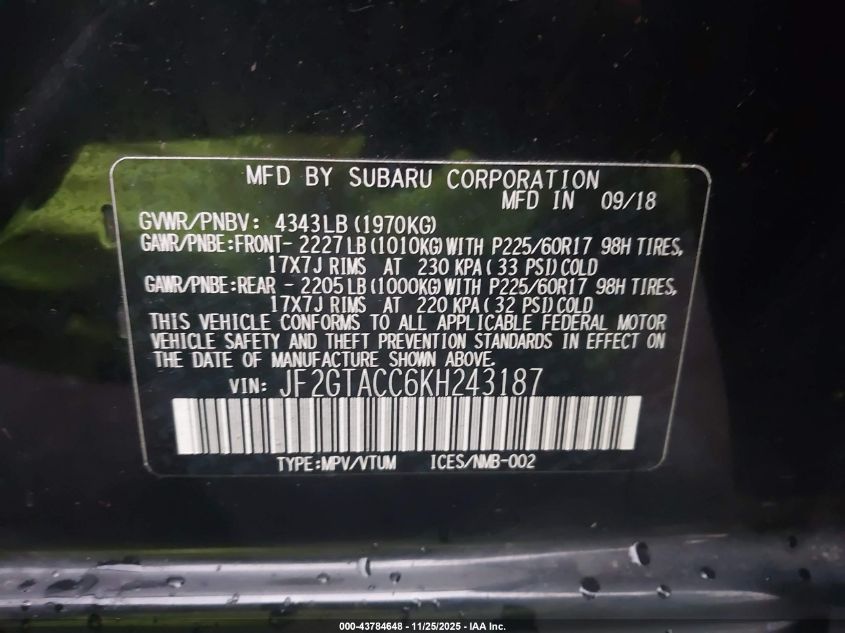 MFD BY SUBARU CORPORATION
MFD IN 09/18
GVWR/PNBV: 4343LB (1970KG)
GAWR/PNBE:FRONT- 2227LB(1010KG)WITH P225/60R17 98H TIRES,
17X7J RIMS AT 230 KPA(33 PSI)COLD
GAWR/PNBE:REAR - 2205LB(1000KG)WITH P225/60R17 98H TIRES,
17X7J RIMS AT 220 KPA(32 PSI)COLD
THIS VEHICLE CONFORMS TO ALL APPLICABLE FEDERAL MOTOR
VEHICLE SAFETY AND THEFT PREVENTION STANDARDS IN EFFECT ON
THE DATE OF MANUFACTURE SHOWN ABOVE.
VIN: JF2GTACC6KH243187
TYPE:MPV/VTUM ICES/NMB-002
000-43784648 - 11/25/2025 - IAA Inc.